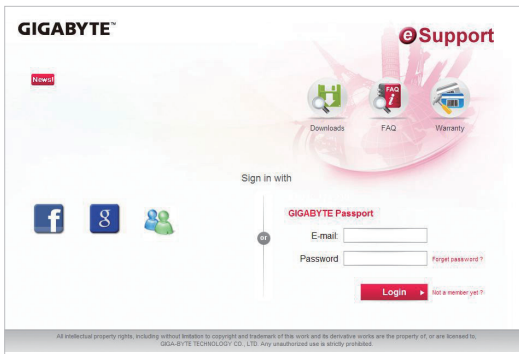 GIGABYTE™
eSupport
News!
FAQ
Downloads
FAQ
Warranty
Sign in with
GIGABYTE Passport
or
E-mail:
Password
Forget password ?
Login
Not a member yet ?
All intellectual property rights, including without limitation to copyright and trademark of this work and its derivative works are the property of, or are licensed to,
GIGA-BYTE TECHNOLOGY CO., LTD. Any unauthorized use is strictly prohibited.